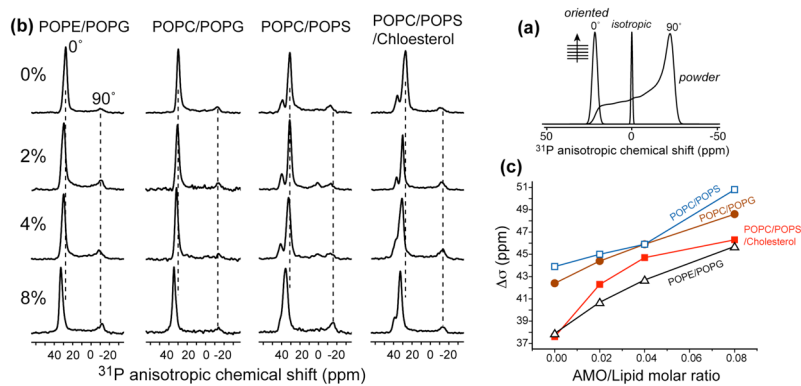 (b) POPE/POPG POPC/POPG POPC/POPS POPC/POPS
/Chloesterol
0°
90°
0%
2%
4%
8%
40 20 0 -20 40 20 0 -20 40 20 0 -20 40 20 0 -20
31P anisotropic chemical shift (ppm)
(a)
oriented
0°
isotropic
90°
powder
50 0 -50
31P anisotropic chemical shift (ppm)
(c)
51
49
47
45
43
41
39
37
Δσ (ppm)
POPC/POPS
POPC/POPG
POPC/POPS
/Cholesterol
POPE/POPG
0.00 0.02 0.04 0.06 0.08
AMO/Lipid molar ratio